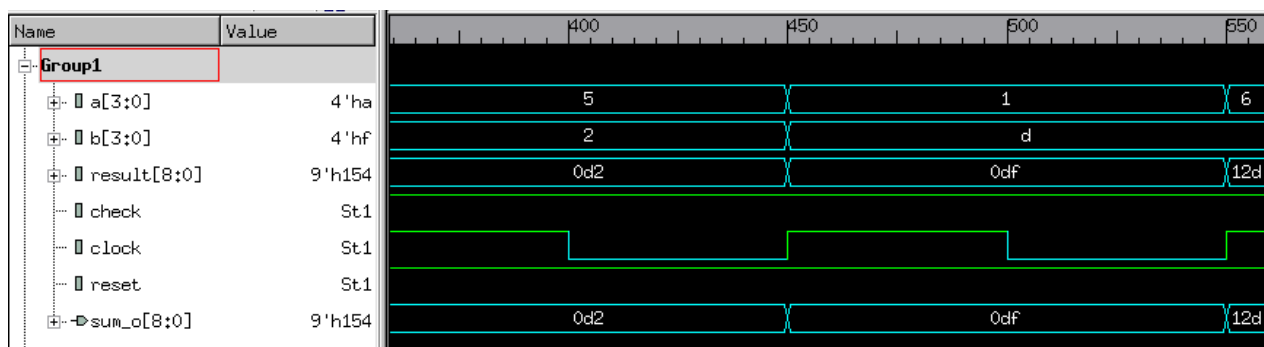 Name Value 400 450 500 550
Group1
a[3:0] 4'ha 5 1 6
b[3:0] 4'hf 2 d
result[8:0] 9'h154 0d2 0df 12d
check St1
clock St1
reset St1
sum_o[8:0] 9'h154 0d2 0df 12d